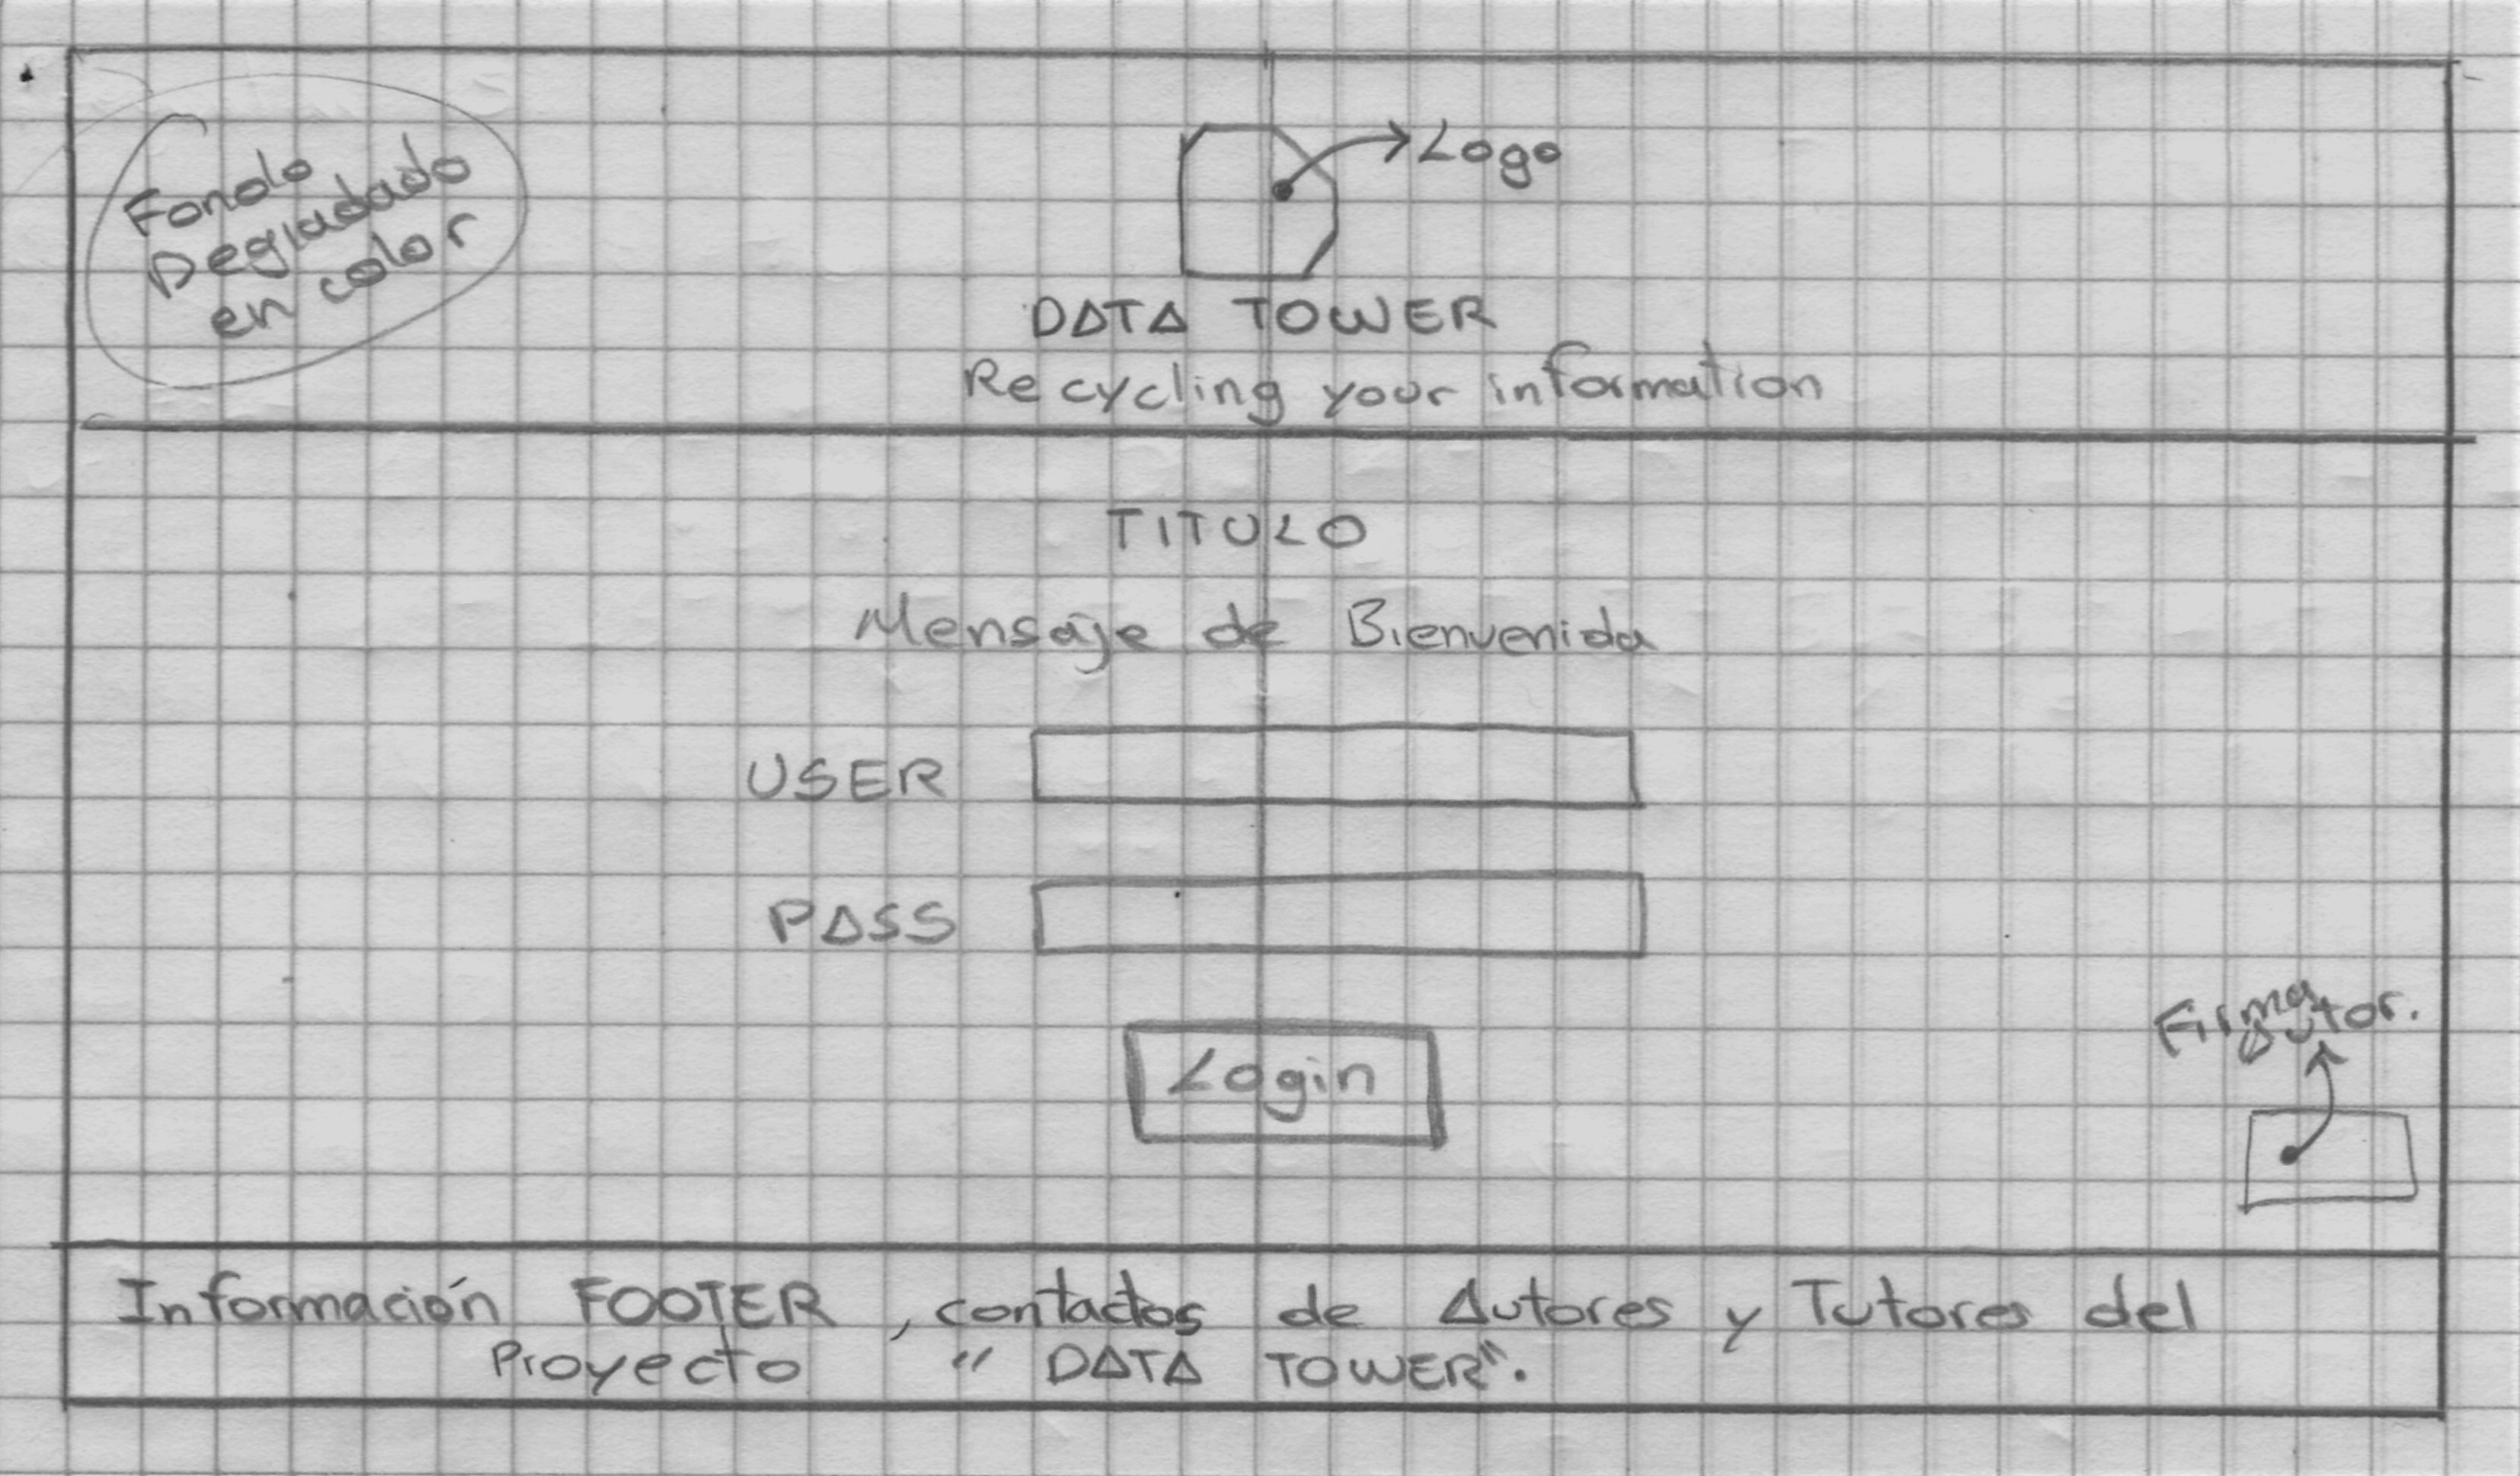 Fondo
Degradado
en color
Logo
DATA TOWER
Recycling your information
TITULO
Mensaje de Bienvenida
USER
PASS
Login
Firma
Información FOOTER, contactos de Autores y Tutores del
Proyecto "DATA TOWER".